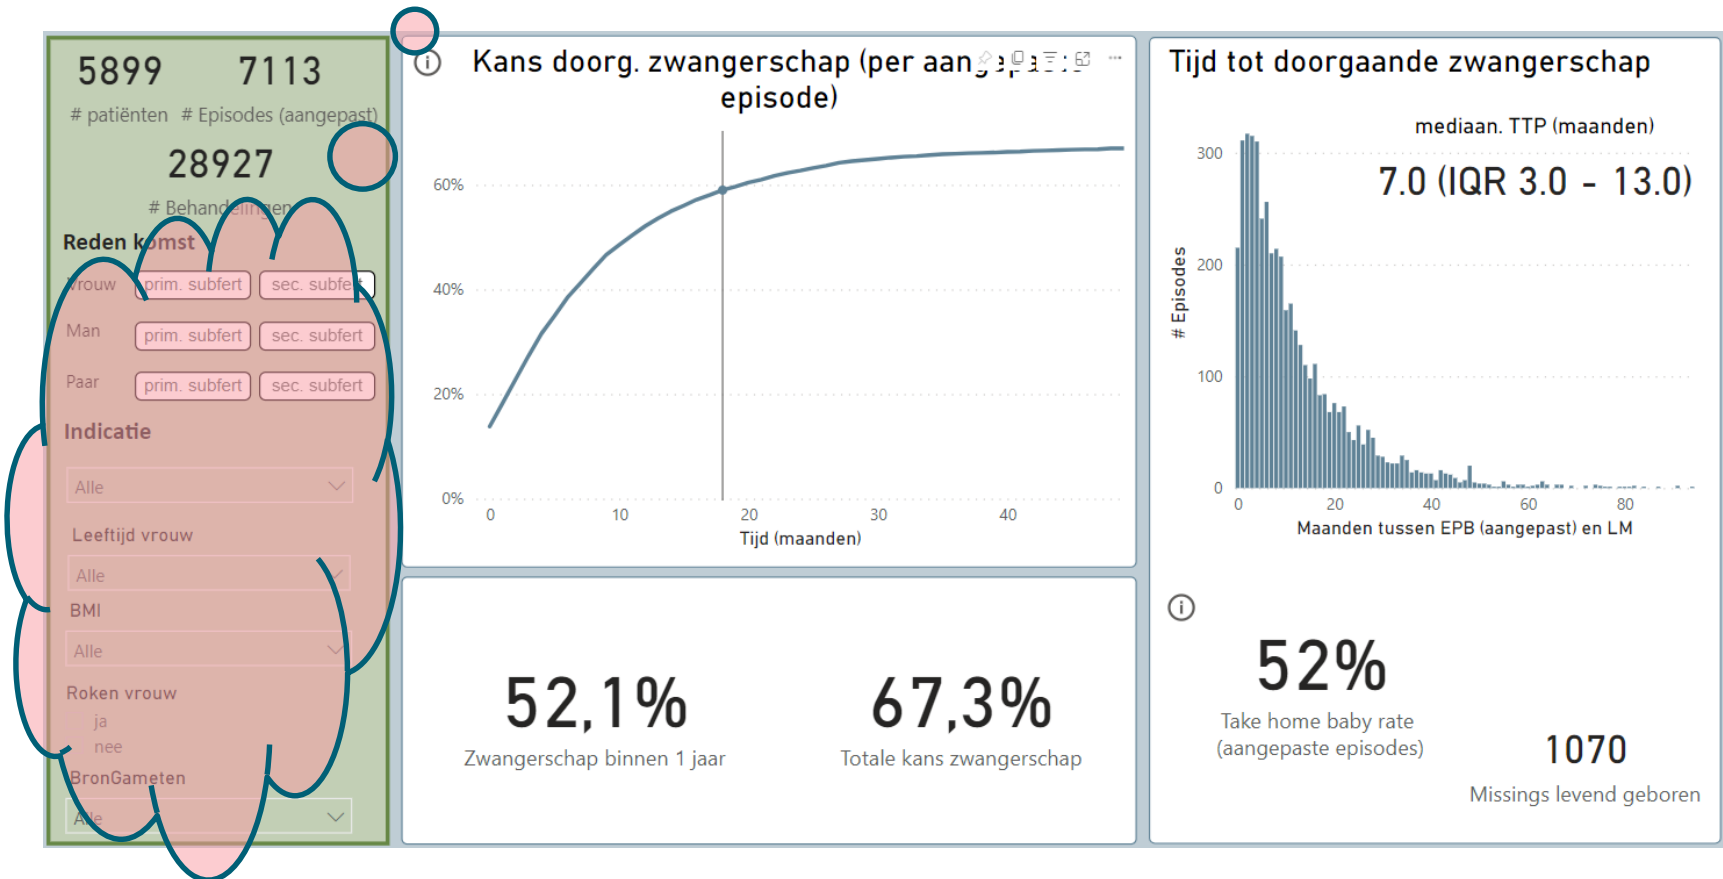 5899 7113
# patiënten # Episodes (aangepast)
28927
# Behandelingen
Reden komst
Vrouw prim. subfert sec. subfert
Man prim. subfert sec. subfert
Paar prim. subfert sec. subfert
Indicatie
Alle
Leeftijd vrouw
Alle
BMI
Alle
Roken vrouw
ja
nee
BronGameten
Alle
Kans doorg. zwangerschap (per aangepaste
episode)
60%
40%
20%
0%
0 10 20 30 40
Tijd (maanden)
52,1%
Zwangerschap binnen 1 jaar
67,3%
Totale kans zwangerschap
Tijd tot doorgaande zwangerschap
mediaan. TTP (maanden)
7.0 (IQR 3.0 - 13.0)
# Episodes
300
200
100
0
0 20 40 60 80
Maanden tussen EPB (aangepast) en LM
52%
Take home baby rate
(aangepaste episodes)
1070
Missings levend geboren